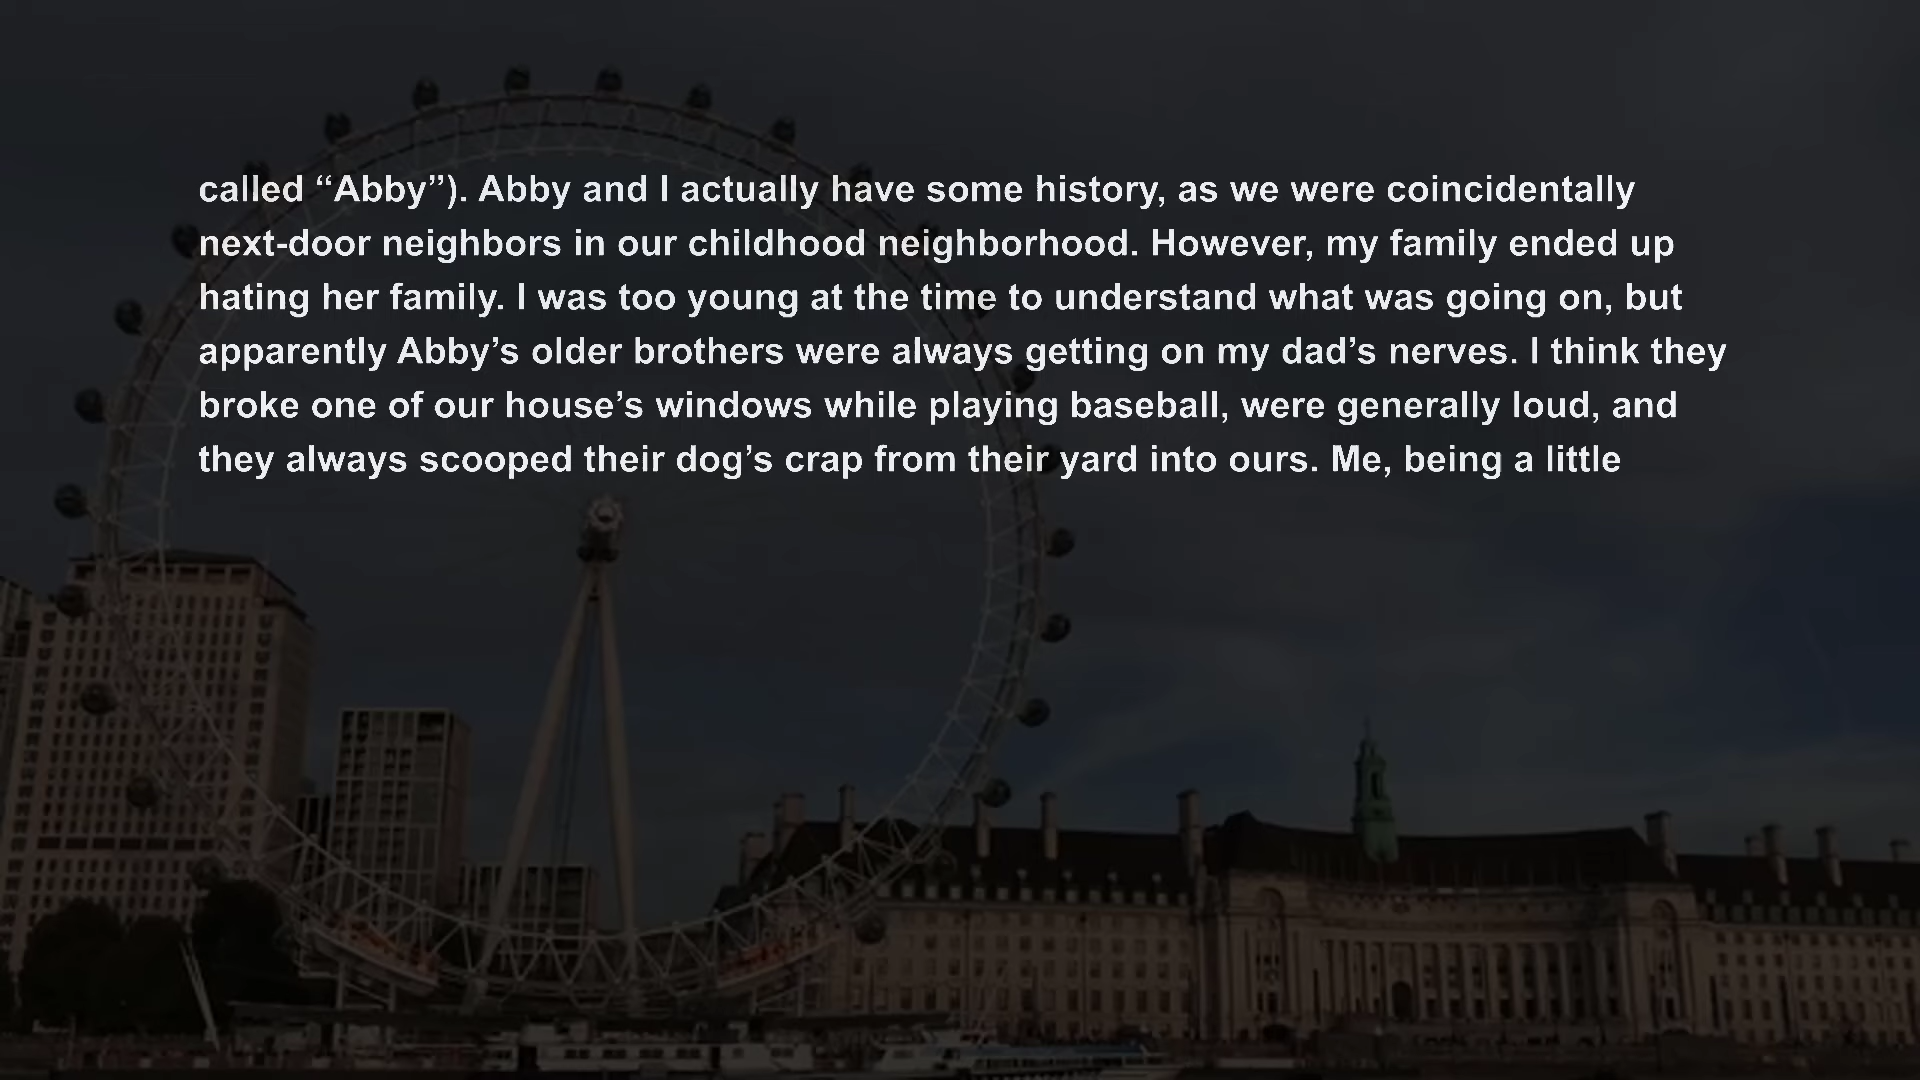 called “Abby”). Abby and I actually have some history, as we were coincidentally
next-door neighbors in our childhood neighborhood. However, my family ended up
hating her family. I was too young at the time to understand what was going on, but
apparently Abby’s older brothers were always getting on my dad’s nerves. I think they
broke one of our house’s windows while playing baseball, were generally loud, and
they always scooped their dog’s crap from their yard into ours. Me, being a little